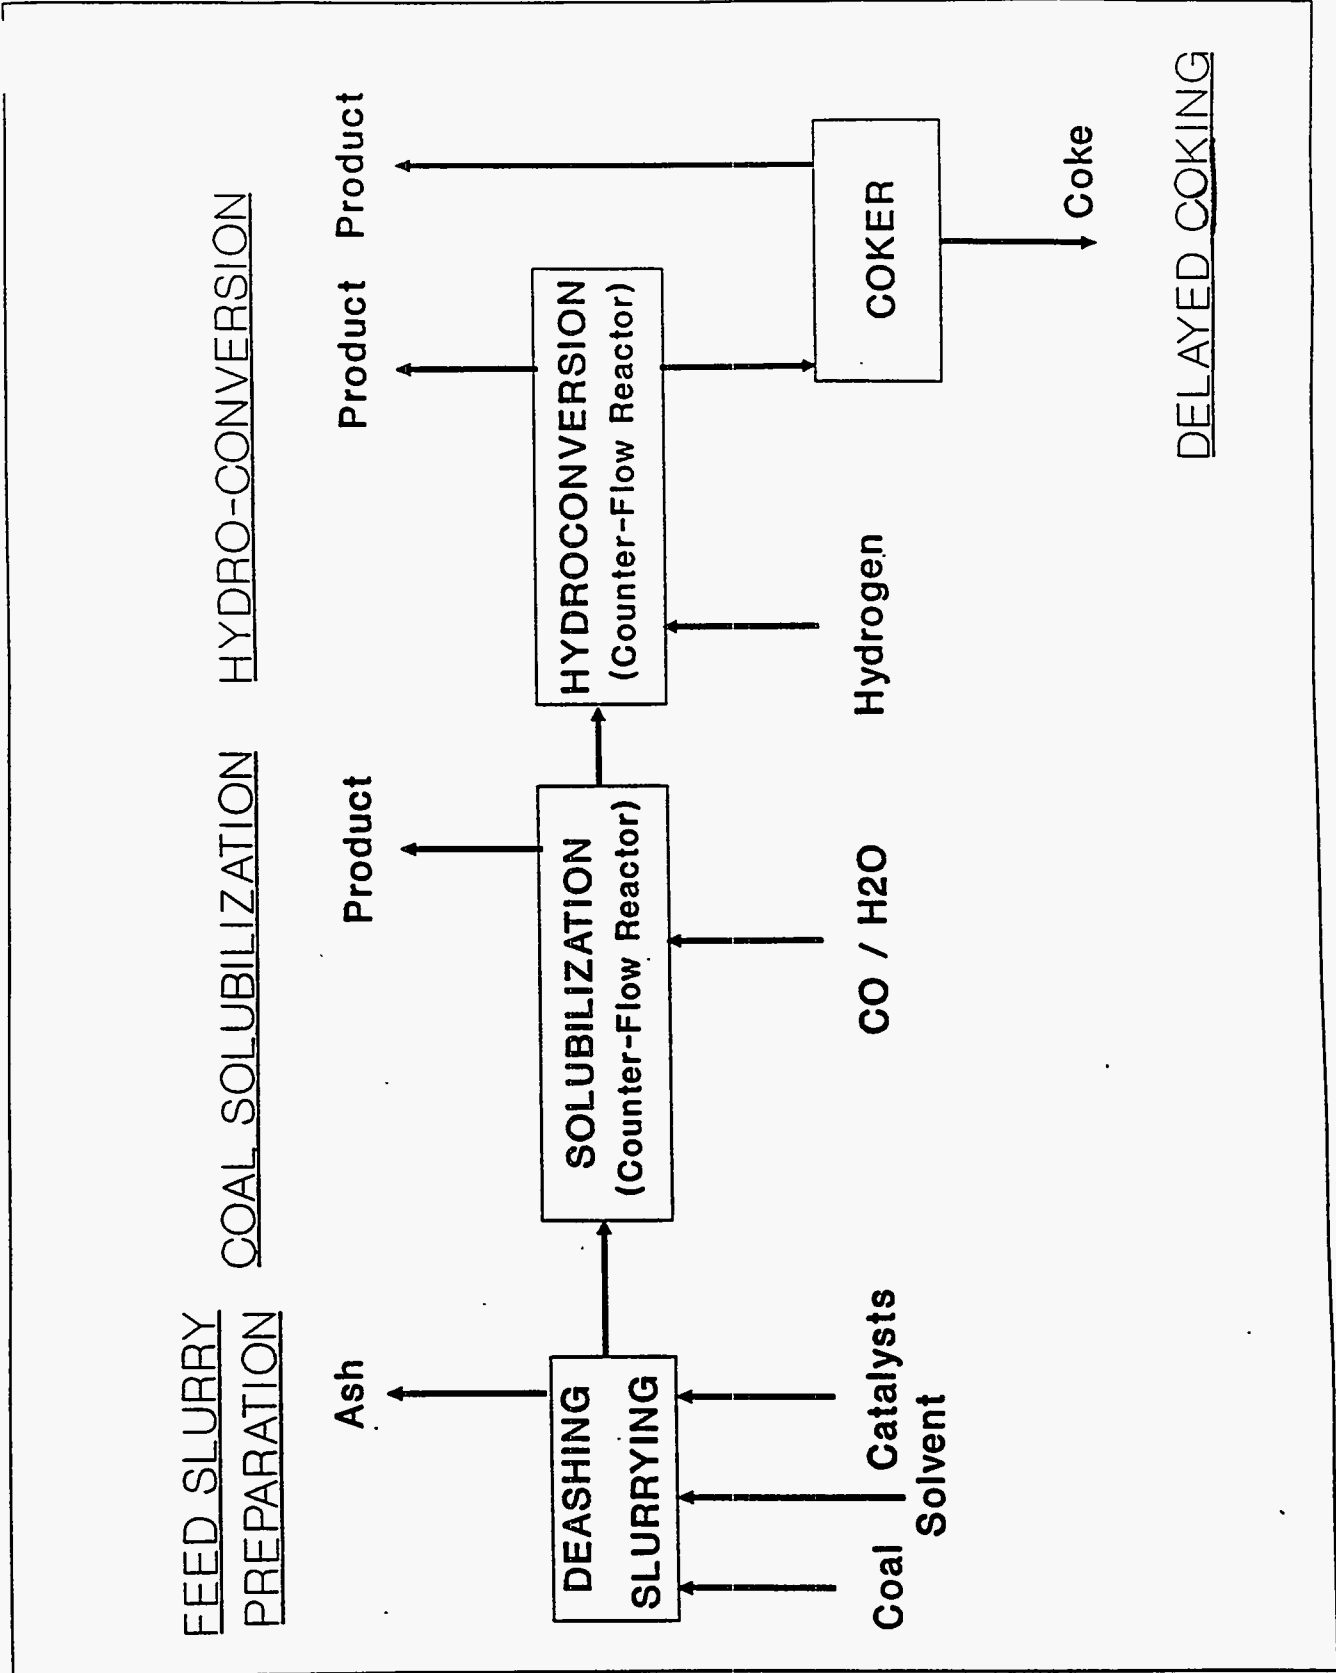 FEED SLURRY
PREPARATION
COAL SOLUBILIZATION
HYDRO-CONVERSION
Ash
Product
Product
Product
DEASHING
SLURRYING
SOLUBILIZATION
(Counter-Flow Reactor)
HYDROCONVERSION
(Counter-Flow Reactor)
COKER
Coal
Catalysts
Solvent
CO / H2O
Hydrogen
Coke
DELAYED COKING